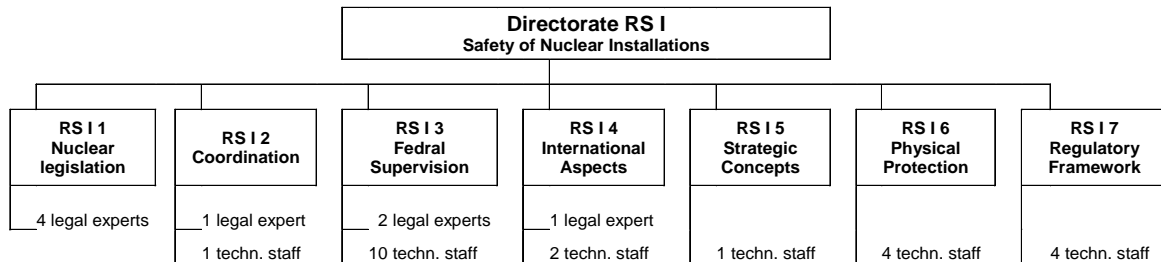 Directorate RS I
Safety of Nuclear Installations
RS I 1
Nuclear
legislation
RS I 2
Coordination
RS I 3
Fedral
Supervision
RS I 4
International
Aspects
RS I 5
Strategic
Concepts
RS I 6
Physical
Protection
RS I 7
Regulatory
Framework
4 legal experts
1 legal expert
2 legal experts
1 legal expert
1 techn. staff
10 techn. staff
2 techn. staff
1 techn. staff
4 techn. staff
4 techn. staff